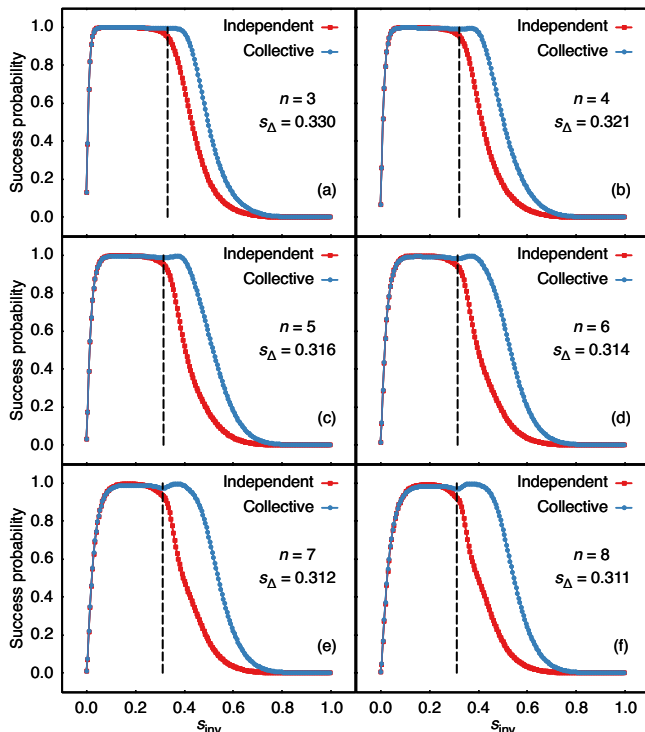 Success probability
1.0
0.8
0.6
0.4
0.2
0.0
Independent
Collective
n = 3
sΔ = 0.330
(a)
Independent
Collective
n = 4
sΔ = 0.321
(b)
Success probability
1.0
0.8
0.6
0.4
0.2
0.0
Independent
Collective
n = 5
sΔ = 0.316
(c)
Independent
Collective
n = 6
sΔ = 0.314
(d)
Success probability
1.0
0.8
0.6
0.4
0.2
0.0
Independent
Collective
n = 7
sΔ = 0.312
(e)
Independent
Collective
n = 8
sΔ = 0.311
(f)
0.0 0.2 0.4 0.6 0.8 1.0
0.0 0.2 0.4 0.6 0.8 1.0
sinv
sinv